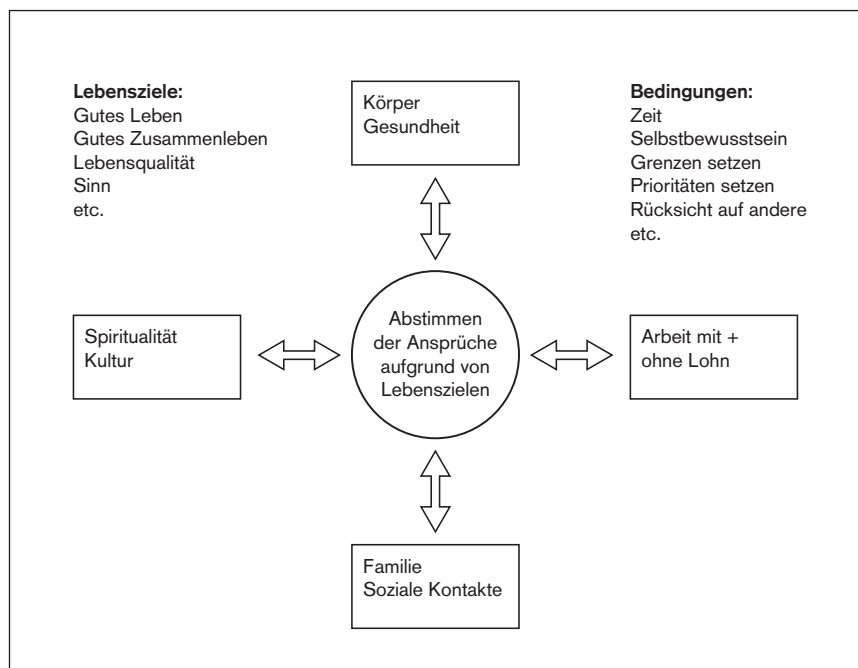 Lebensziele:
Gutes Leben
Gutes Zusammenleben
Lebensqualität
Sinn
etc.
Körper
Gesundheit
Bedingungen:
Zeit
Selbstbewusstsein
Grenzen setzen
Prioritäten setzen
Rücksicht auf andere
etc.
Spiritualität
Kultur
Abstimmen
der Ansprüche
aufgrund von
Lebenszielen
Arbeit mit +
ohne Lohn
Familie
Soziale Kontakte